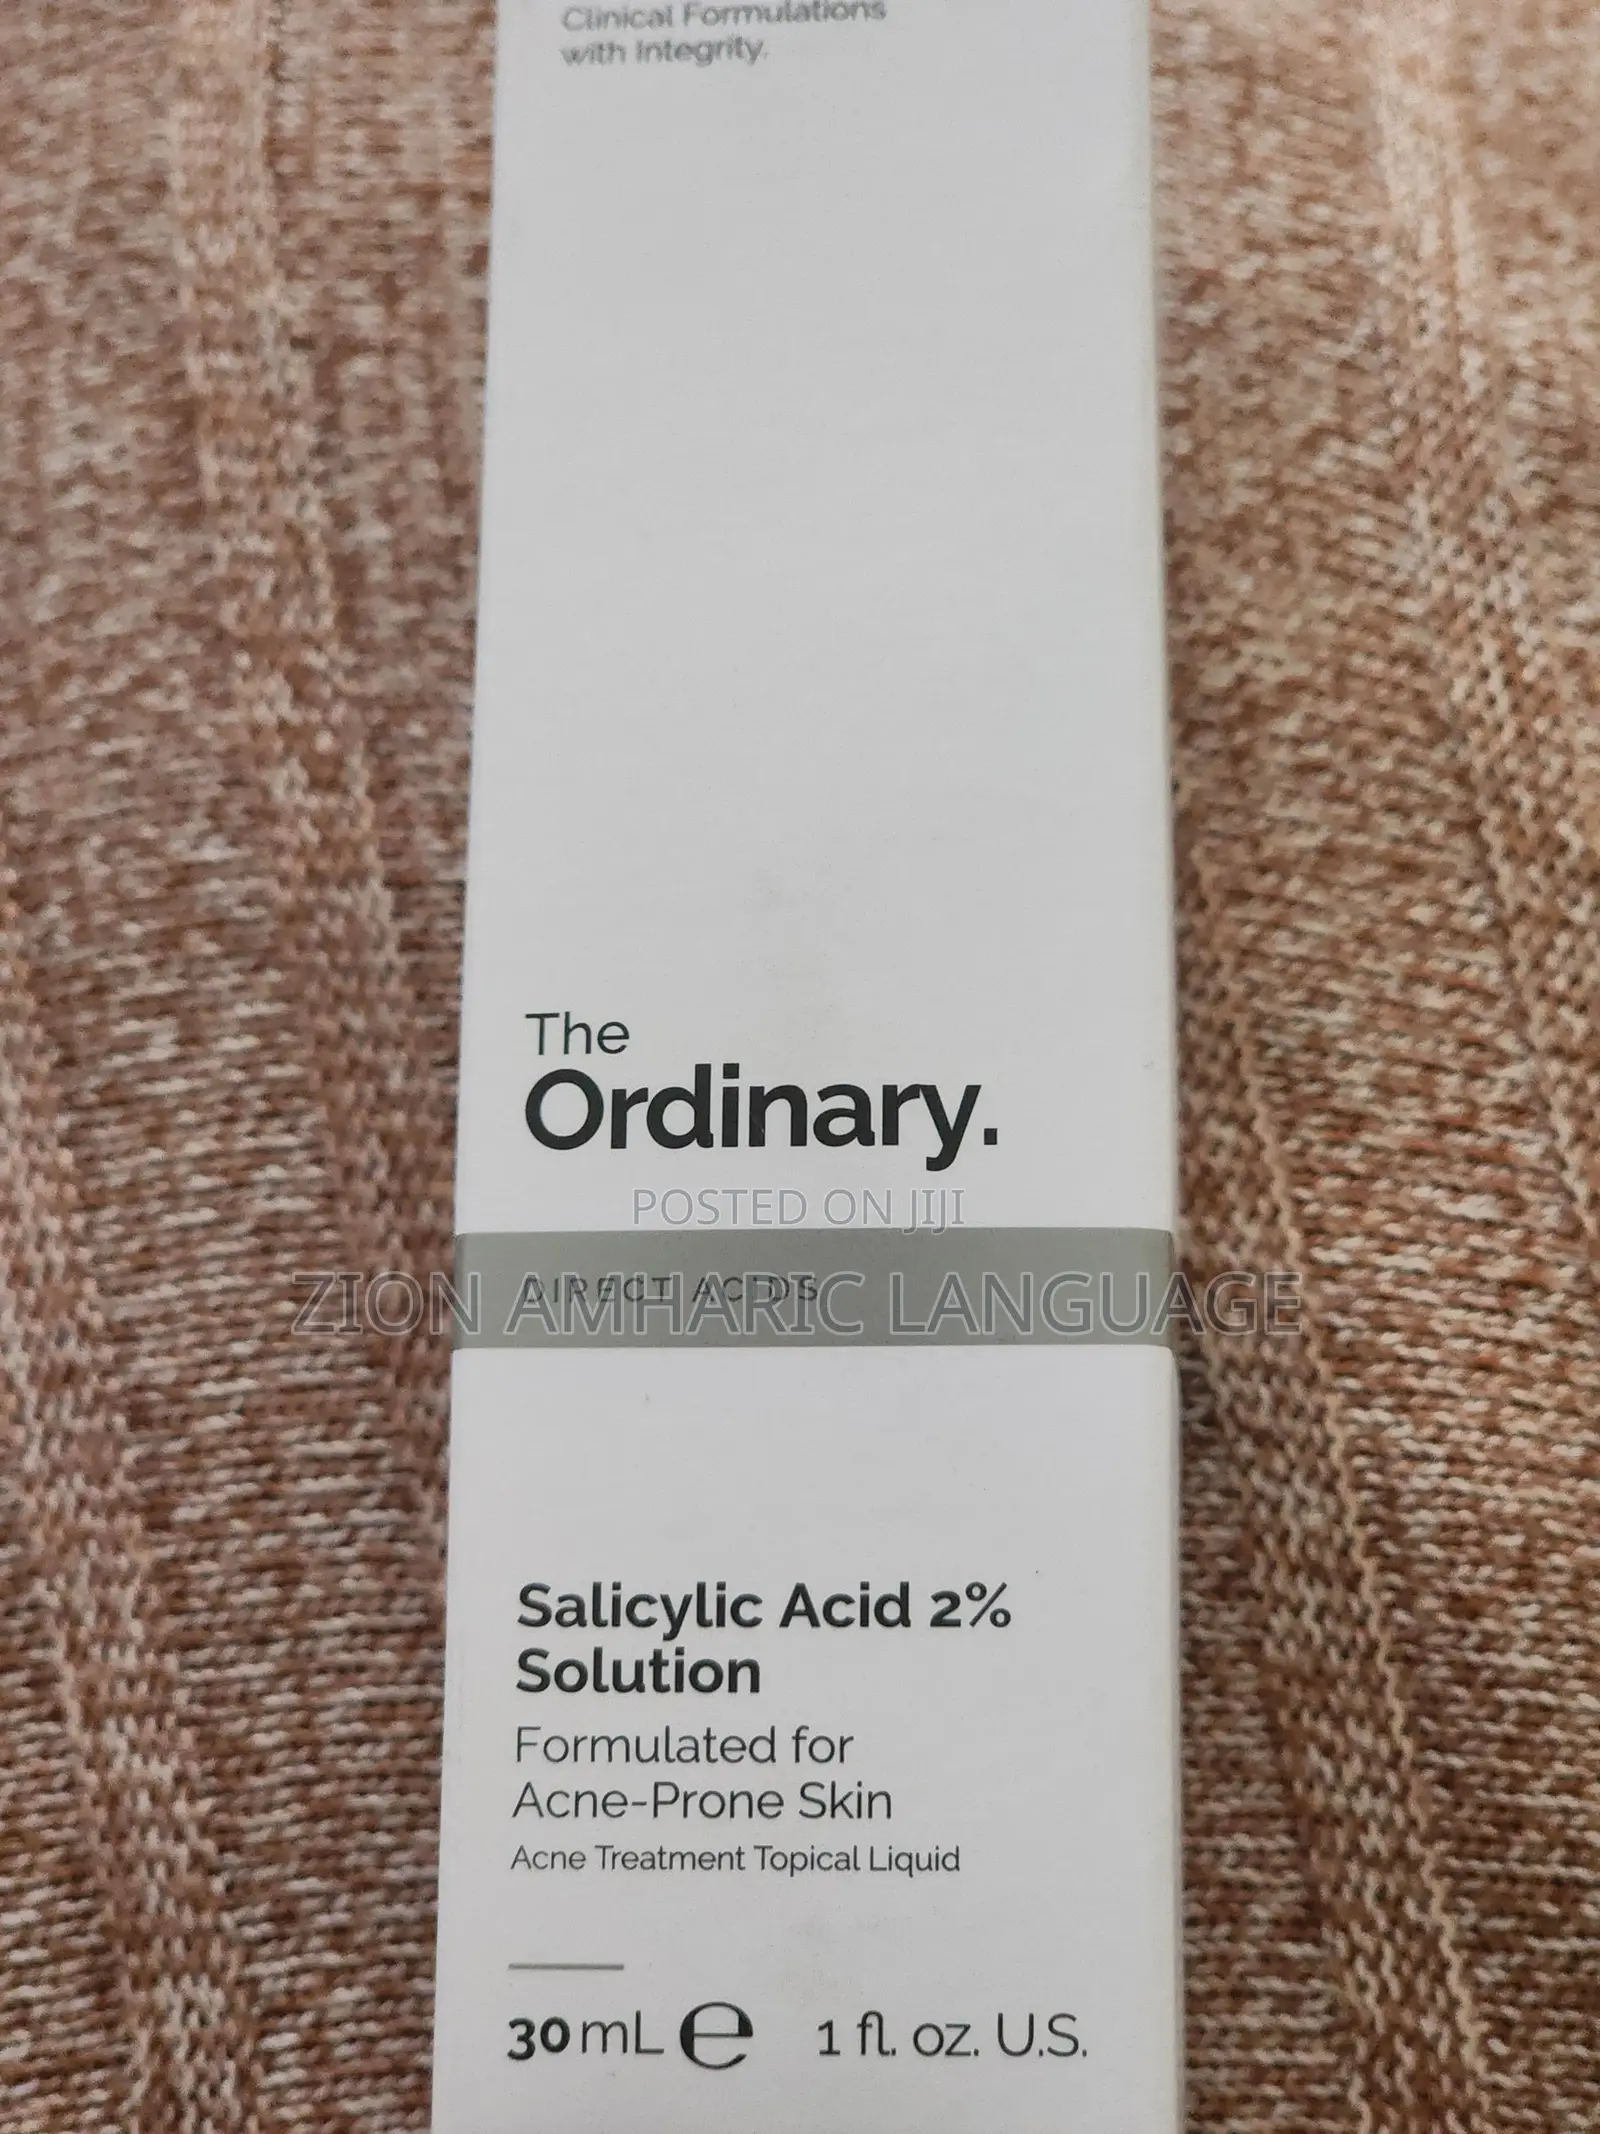 Clinical Formulations
with Integrity.
The
Ordinary.
POSTED ON JIJI
DIRECT ACIDS
ZION AMHARIC LANGUAGE
Salicylic Acid 2%
Solution
Formulated for
Acne-Prone Skin
Acne Treatment Topical Liquid
30 mL e 1 fl. oz. U.S.